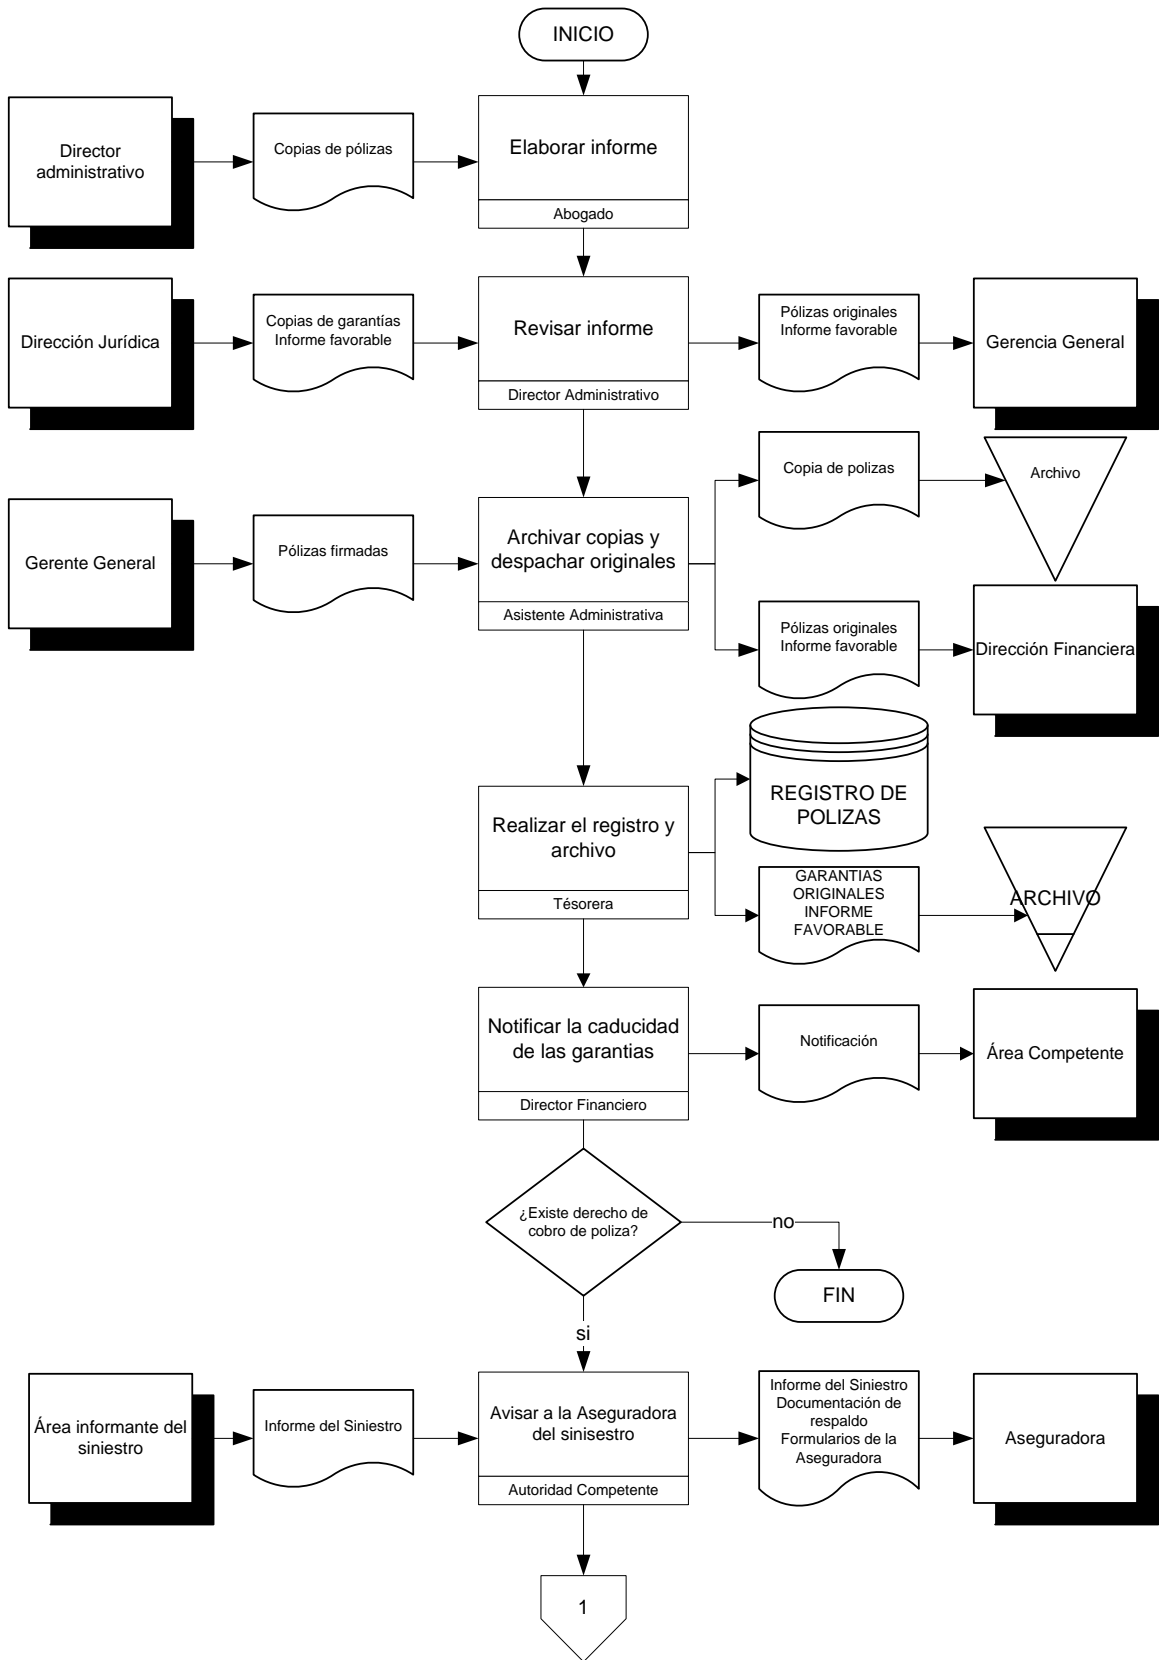 INICIO
Director
administrativo
Copias de pólizas
Elaborar informe
Abogado
Dirección Jurídica
Copias de garantías
Informe favorable
Revisar informe
Director Administrativo
Pólizas originales
Informe favorable
Gerencia General
Copia de polizas
Archivo
Gerente General
Pólizas firmadas
Archivar copias y
despachar originales
Asistente Administrativa
Pólizas originales
Informe favorable
Dirección Financiera
REGISTRO DE
POLIZAS
Realizar el registro y
archivo
Tésorera
GARANTIAS
ORIGINALES
INFORME
FAVORABLE
ARCHIVO
Notificar la caducidad
de las garantias
Director Financiero
Notificación
Área Competente
¿Existe derecho de
cobro de poliza?
no
FIN
si
Área informante del
siniestro
Informe del Siniestro
Avisar a la Aseguradora
del sinisestro
Autoridad Competente
Informe del Siniestro
Documentación de
respaldo
Formularios de la
Aseguradora
Aseguradora
1